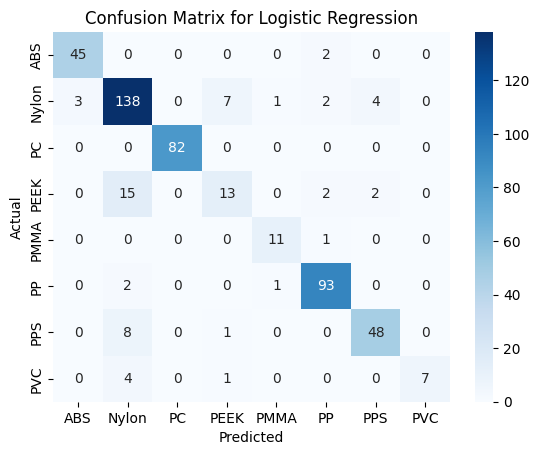 Confusion Matrix for Logistic Regression
ABS 45 0 0 0 0 2 0 0
Nylon 3 138 0 7 1 2 4 0
PC 0 0 82 0 0 0 0 0
PEEK 0 15 0 13 0 2 2 0
PMMA 0 0 0 0 11 1 0 0
PP 0 2 0 0 1 93 0 0
PPS 0 8 0 1 0 0 48 0
PVC 0 4 0 1 0 0 0 7
ABS Nylon PC PEEK PMMA PP PPS PVC
Actual
Predicted
120
100
80
60
40
20
0